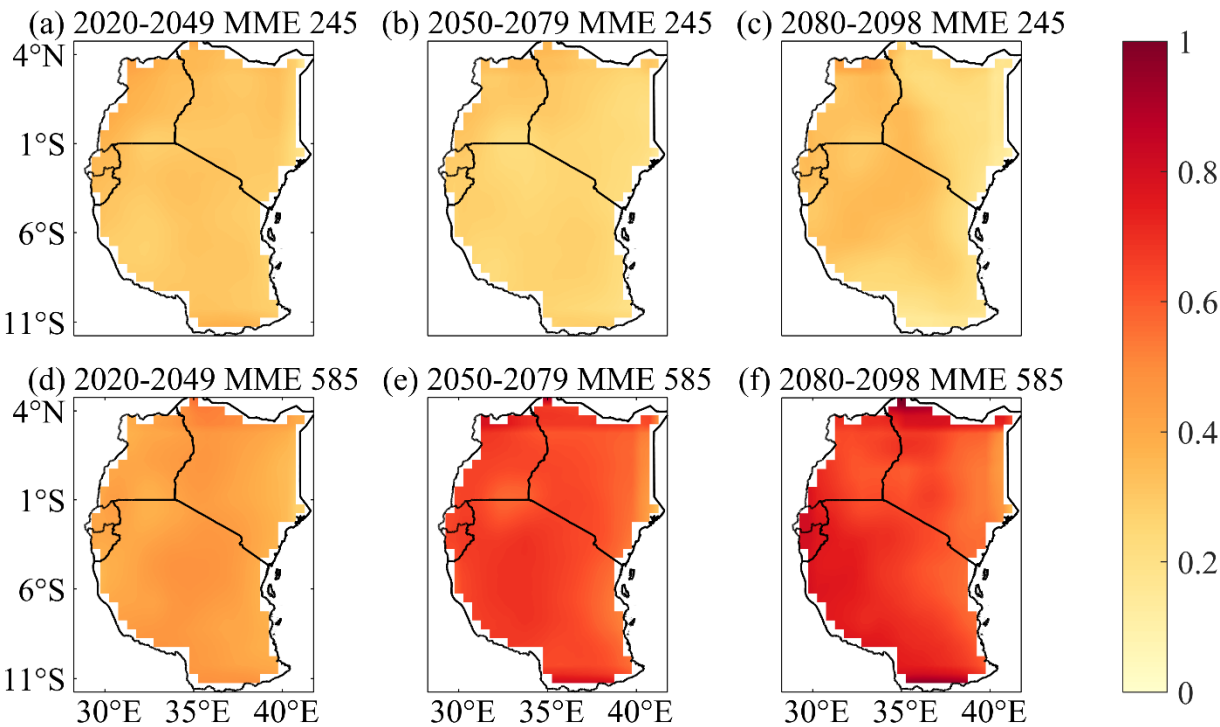 (a) 2020-2049 MME 245
(b) 2050-2079 MME 245
(c) 2080-2098 MME 245
4°N
1°S
6°S
11°S
(d) 2020-2049 MME 585
(e) 2050-2079 MME 585
(f) 2080-2098 MME 585
4°N
1°S
6°S
11°S
30°E 35°E 40°E
30°E 35°E 40°E
30°E 35°E 40°E
1
0.8
0.6
0.4
0.2
0